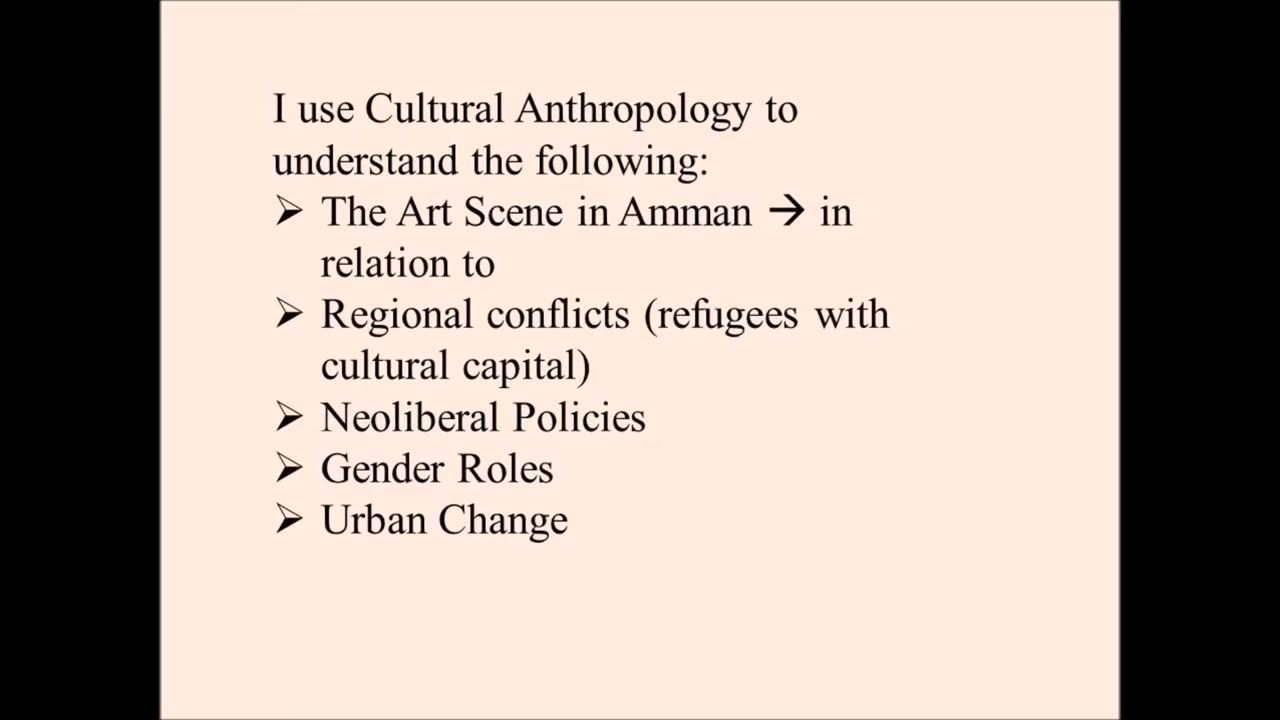 I use Cultural Anthropology to
understand the following:
➢ The Art Scene in Amman → in
relation to
➢ Regional conflicts (refugees with
cultural capital)
➢ Neoliberal Policies
➢ Gender Roles
➢ Urban Change